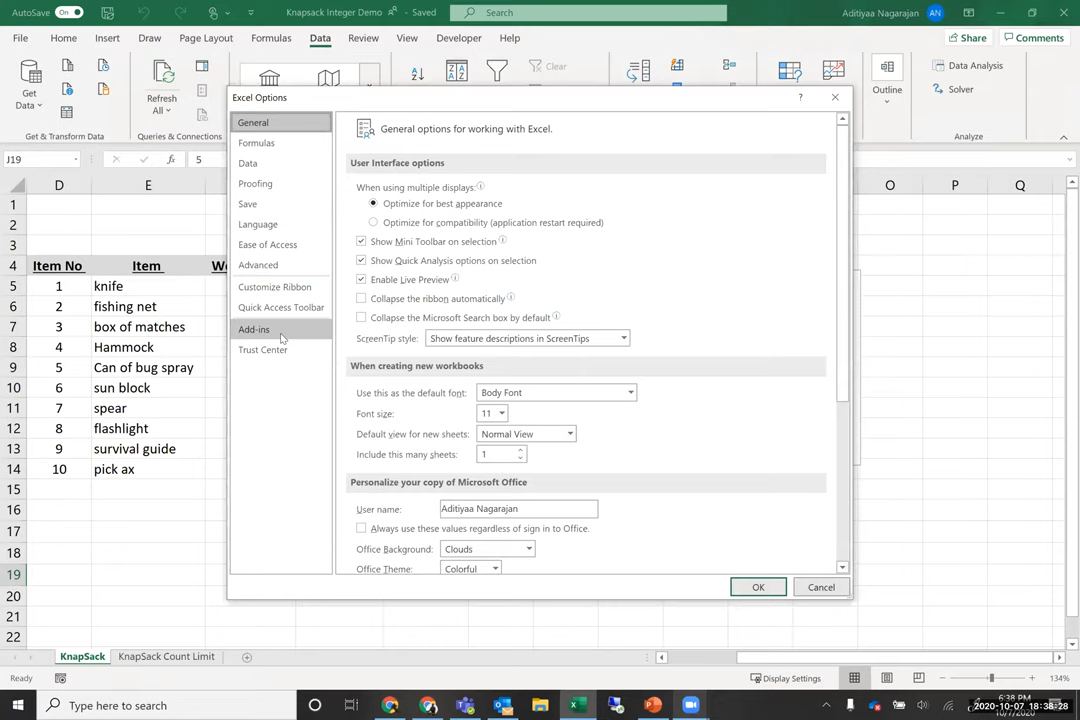 AutoSave On Knapsack Integer Demo - Saved Search Aditiyaa Nagarajan AN
File Home Insert Draw Page Layout Formulas Data Review View Developer Help Share Comments
Clear Data Analysis
Get Data Refresh All Outline Solver
Get & Transform Data Queries & Connections Analyze
Excel Options ?
J19 fx 5
General
Formulas
Data
Proofing
Save
Language
Ease of Access
Advanced
Customize Ribbon
Quick Access Toolbar
Add-ins
Trust Center
General options for working with Excel.
User Interface options
When using multiple displays:
Optimize for best appearance
Optimize for compatibility (application restart required)
Show Mini Toolbar on selection
Show Quick Analysis options on selection
Enable Live Preview
Collapse the ribbon automatically
Collapse the Microsoft Search box by default
ScreenTip style: Show feature descriptions in ScreenTips
When creating new workbooks
Use this as the default font: Body Font
Font size: 11
Default view for new sheets: Normal View
Include this many sheets: 1
Personalize your copy of Microsoft Office
User name: Aditiyaa Nagarajan
Always use these values regardless of sign in to Office.
Office Background: Clouds
Office Theme: Colorful
OK Cancel
D E O P Q
1
2
3
4 Item No Item
5 1 knife
6 2 fishing net
7 3 box of matches
8 4 Hammock
9 5 Can of bug spray
10 6 sun block
11 7 spear
12 8 flashlight
13 9 survival guide
14 10 pick ax
15
16
17
18
19
20
21
22
KnapSack KnapSack Count Limit
Ready Display Settings 134%
Type here to search 6:38 PM
2020-10-07 18:38:28